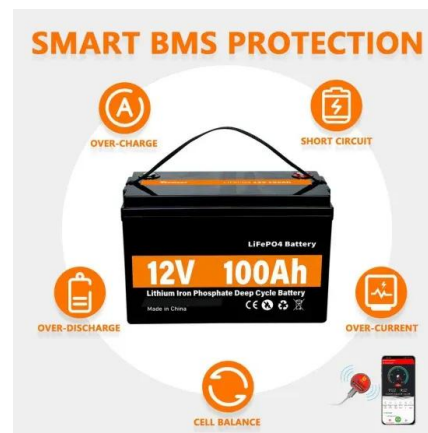 SMART BMS PROTECTION
OVER-CHARGE
SHORT CIRCUIT
LiFePO4 Battery
12V 100Ah
Lithium Iron Phosphate Deep Cycle Battery
Made in China
CE
OVER-DISCHARGE
OVER-CURRENT
CELL BALANCE